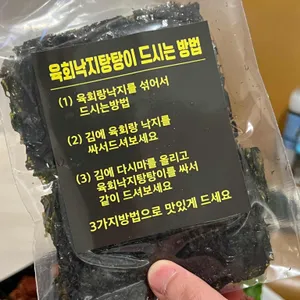 육회낙지탕탕이 드시는 방법
(1) 육회랑낙지를 섞어서
드시는방법
(2) 김에 육회랑 낙지를
싸서드셔보세요
(3) 김에 다시마를 올리고
육회낙지탕탕이를 싸서
같이 드셔보세요
3가지방법으로 맛있게 드세요